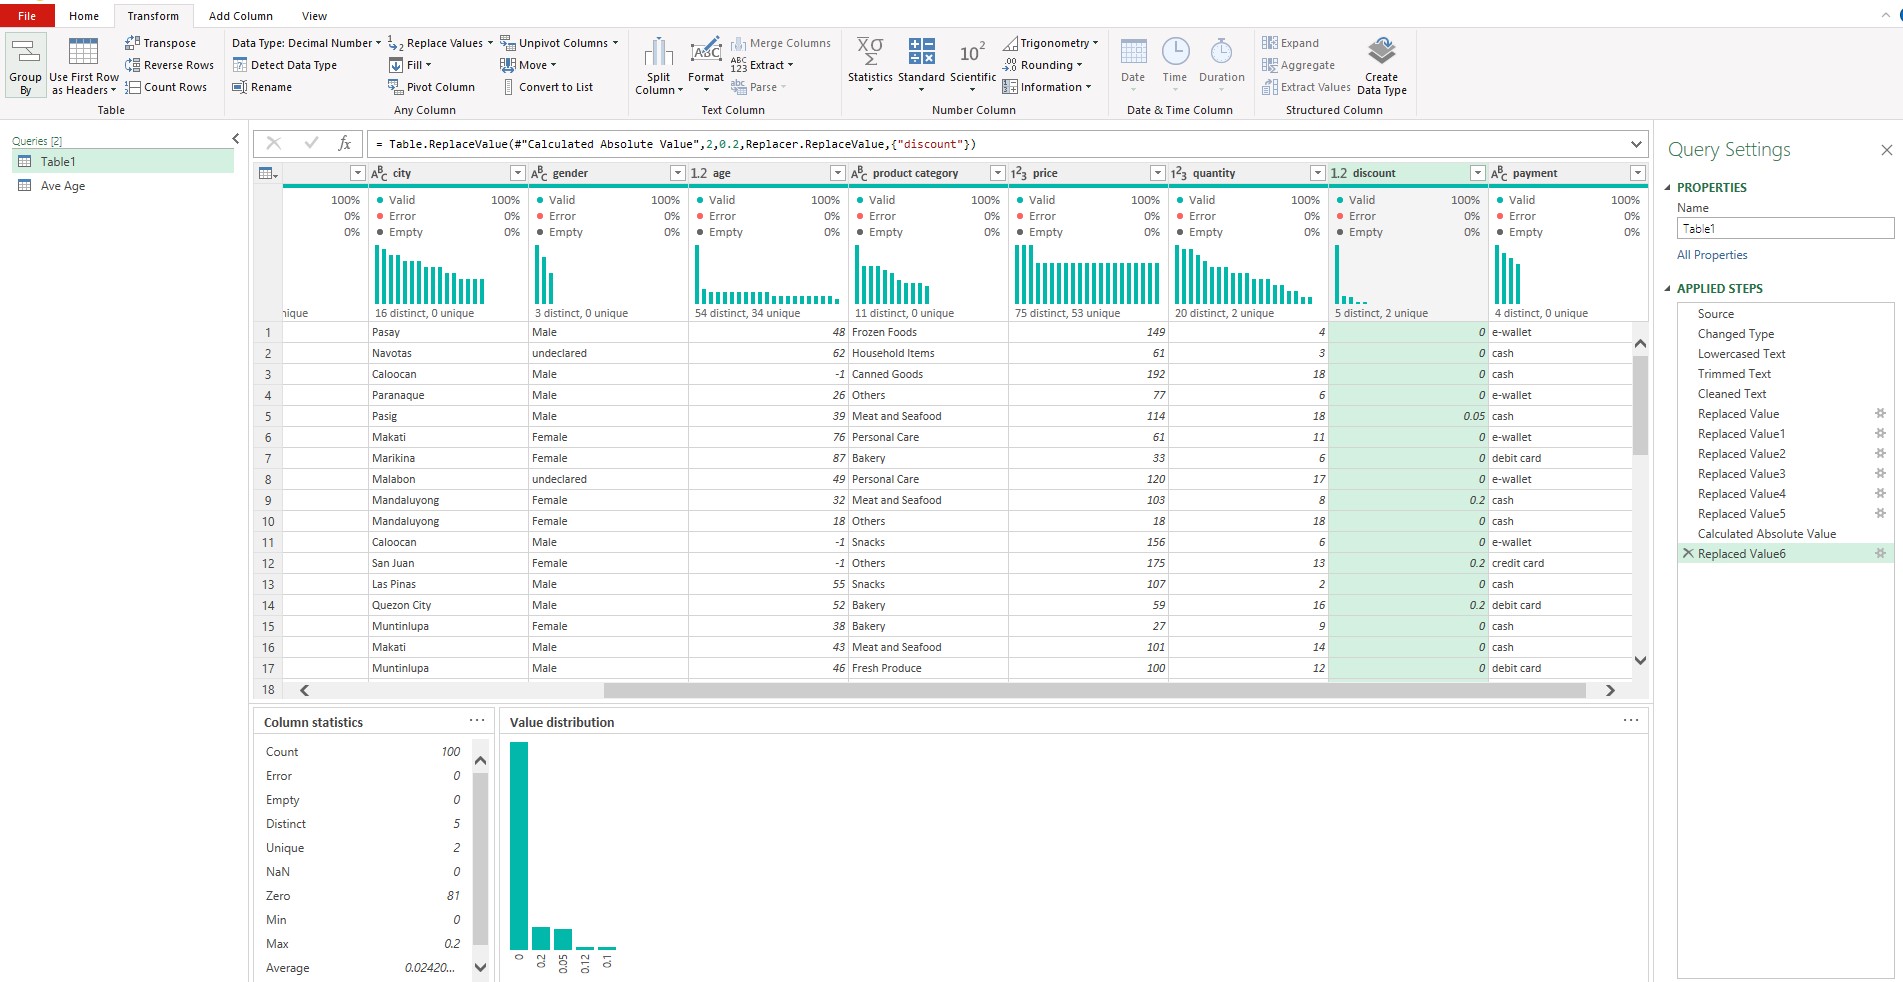 File Home Transform Add Column View
Group By
Use First Row as Headers
Transpose
Reverse Rows
Count Rows
Table
Data Type: Decimal Number
Detect Data Type
Rename
1 2 Replace Values
Fill
Pivot Column
Unpivot Columns
Move
Convert to List
Any Column
Split Column
ABC Format
Merge Columns
ABC 123 Extract
abc Parse
Text Column
Χσ Σ Statistics
Standard
10² Scientific
Trigonometry
.00 .0 Rounding
Information
Number Column
Date
Time
Duration
Date & Time Column
Expand
Aggregate
Extract Values
Create Data Type
Structured Column
Queries [2]
Table1
Ave Age
fx = Table.ReplaceValue(#"Calculated Absolute Value",2,0.2,Replacer.ReplaceValue,{"discount"})
ABC city ABC gender 1.2 age ABC product category 123 price 123 quantity 1.2 discount ABC payment
100% Valid 100% Valid 100% Valid 100% Valid 100% Valid 100% Valid 100% Valid 100% Valid 100%
0% Error 0% Error 0% Error 0% Error 0% Error 0% Error 0% Error 0% Error 0%
0% Empty 0% Empty 0% Empty 0% Empty 0% Empty 0% Empty 0% Empty 0% Empty 0%
nique 16 distinct, 0 unique 3 distinct, 0 unique 54 distinct, 34 unique 11 distinct, 0 unique 75 distinct, 53 unique 20 distinct, 2 unique 5 distinct, 2 unique 4 distinct, 0 unique
1 Pasay Male 48 Frozen Foods 149 4 0 e-wallet
2 Navotas undeclared 62 Household Items 61 3 0 cash
3 Caloocan Male -1 Canned Goods 192 18 0 cash
4 Paranaque Male 26 Others 77 6 0 e-wallet
5 Pasig Male 39 Meat and Seafood 114 18 0.05 cash
6 Makati Female 76 Personal Care 61 11 0 e-wallet
7 Marikina Female 87 Bakery 33 6 0 debit card
8 Malabon undeclared 49 Personal Care 120 17 0 e-wallet
9 Mandaluyong Female 32 Meat and Seafood 103 8 0.2 cash
10 Mandaluyong Female 18 Others 18 18 0 cash
11 Caloocan Male -1 Snacks 156 6 0 e-wallet
12 San Juan Female -1 Others 175 13 0.2 credit card
13 Las Pinas Male 55 Snacks 107 2 0 cash
14 Quezon City Male 52 Bakery 59 16 0.2 debit card
15 Muntinlupa Female 38 Bakery 27 9 0 cash
16 Makati Male 43 Meat and Seafood 101 14 0 cash
17 Muntinlupa Male 46 Fresh Produce 100 12 0 debit card
18
Column statistics
Count 100
Error 0
Empty 0
Distinct 5
Unique 2
NaN 0
Zero 81
Min 0
Max 0.2
Average 0.02420...
Value distribution
0 0.2 0.05 0.12 0.1
Query Settings
PROPERTIES
Name
Table1
All Properties
APPLIED STEPS
Source
Changed Type
Lowercased Text
Trimmed Text
Cleaned Text
Replaced Value
Replaced Value1
Replaced Value2
Replaced Value3
Replaced Value4
Replaced Value5
Calculated Absolute Value
Replaced Value6